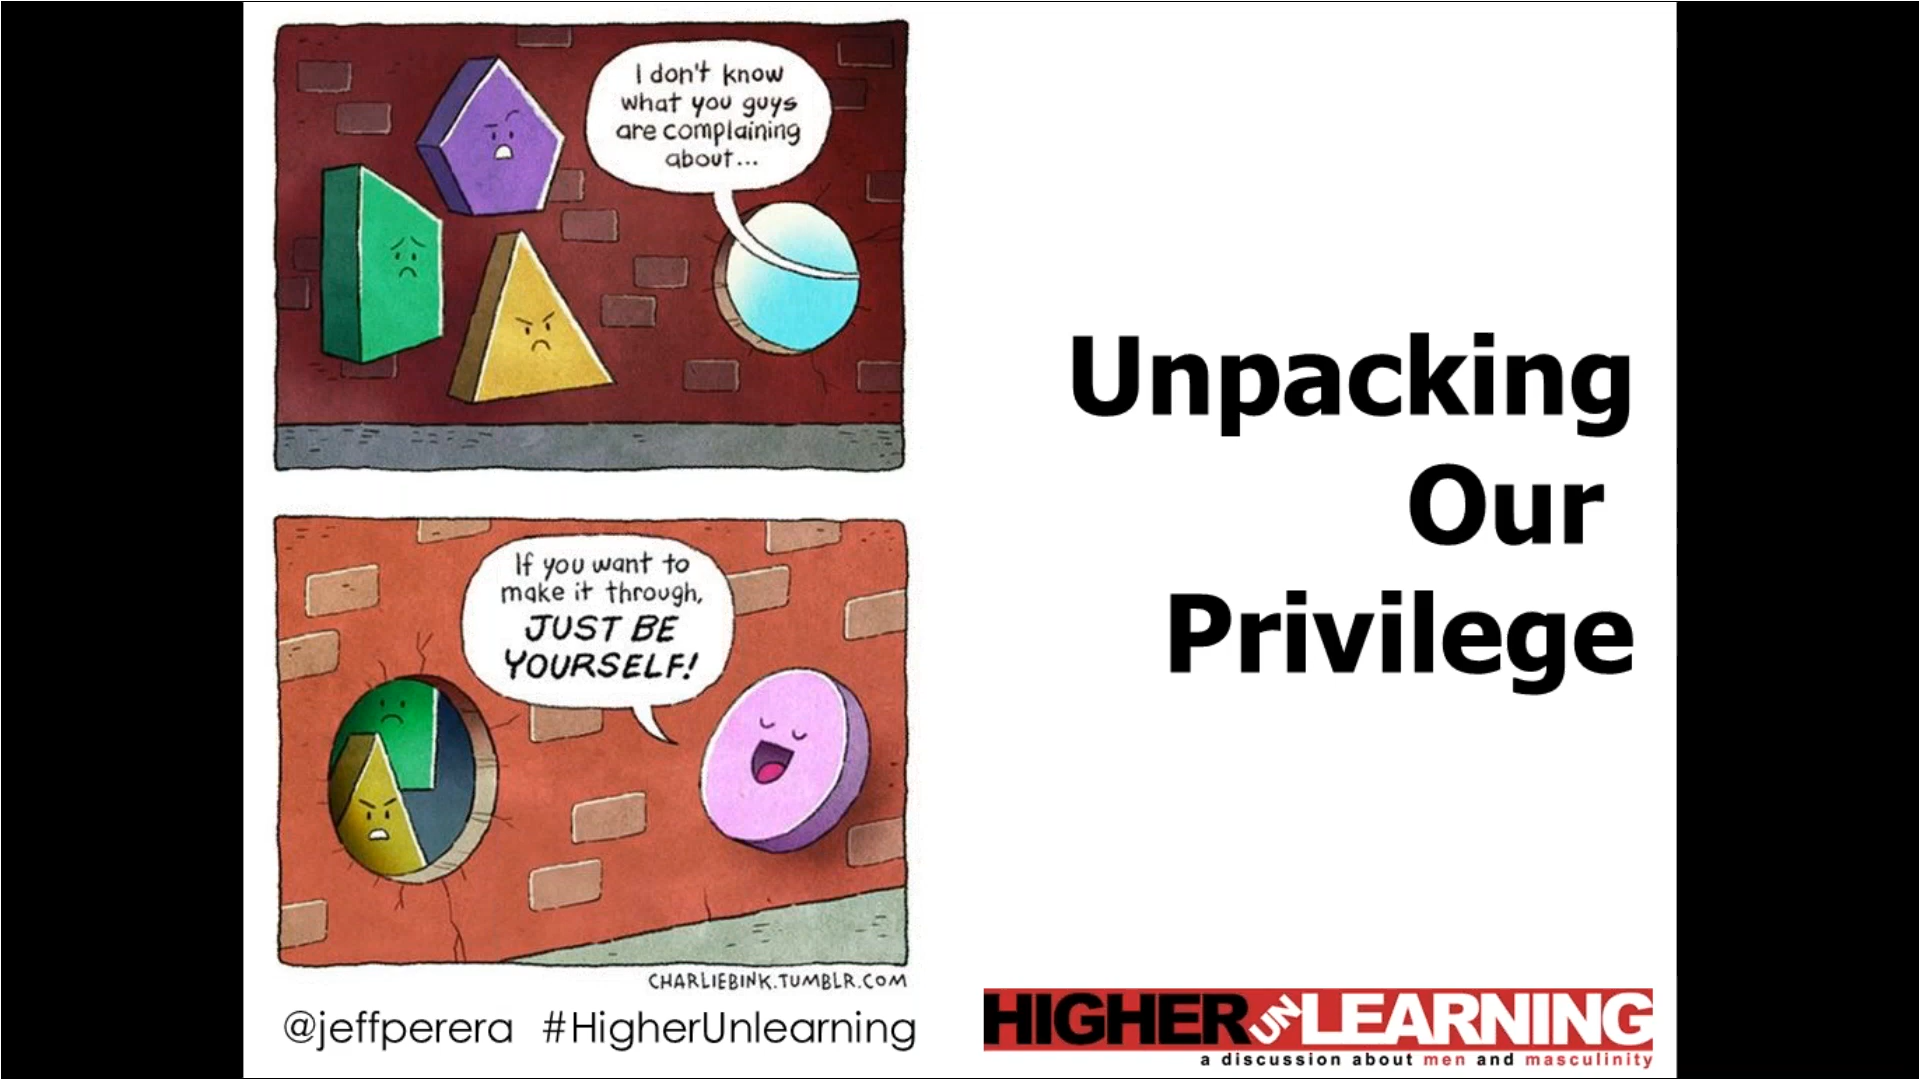 I don't know
what you guys
are complaining
about...
If you want to
make it through,
JUST BE
YOURSELF!
CHARLIEBINK.TUMBLR.COM
@jeffperera #HigherUnlearning
Unpacking
Our
Privilege
HIGHER UN LEARNING
a discussion about men and masculinity